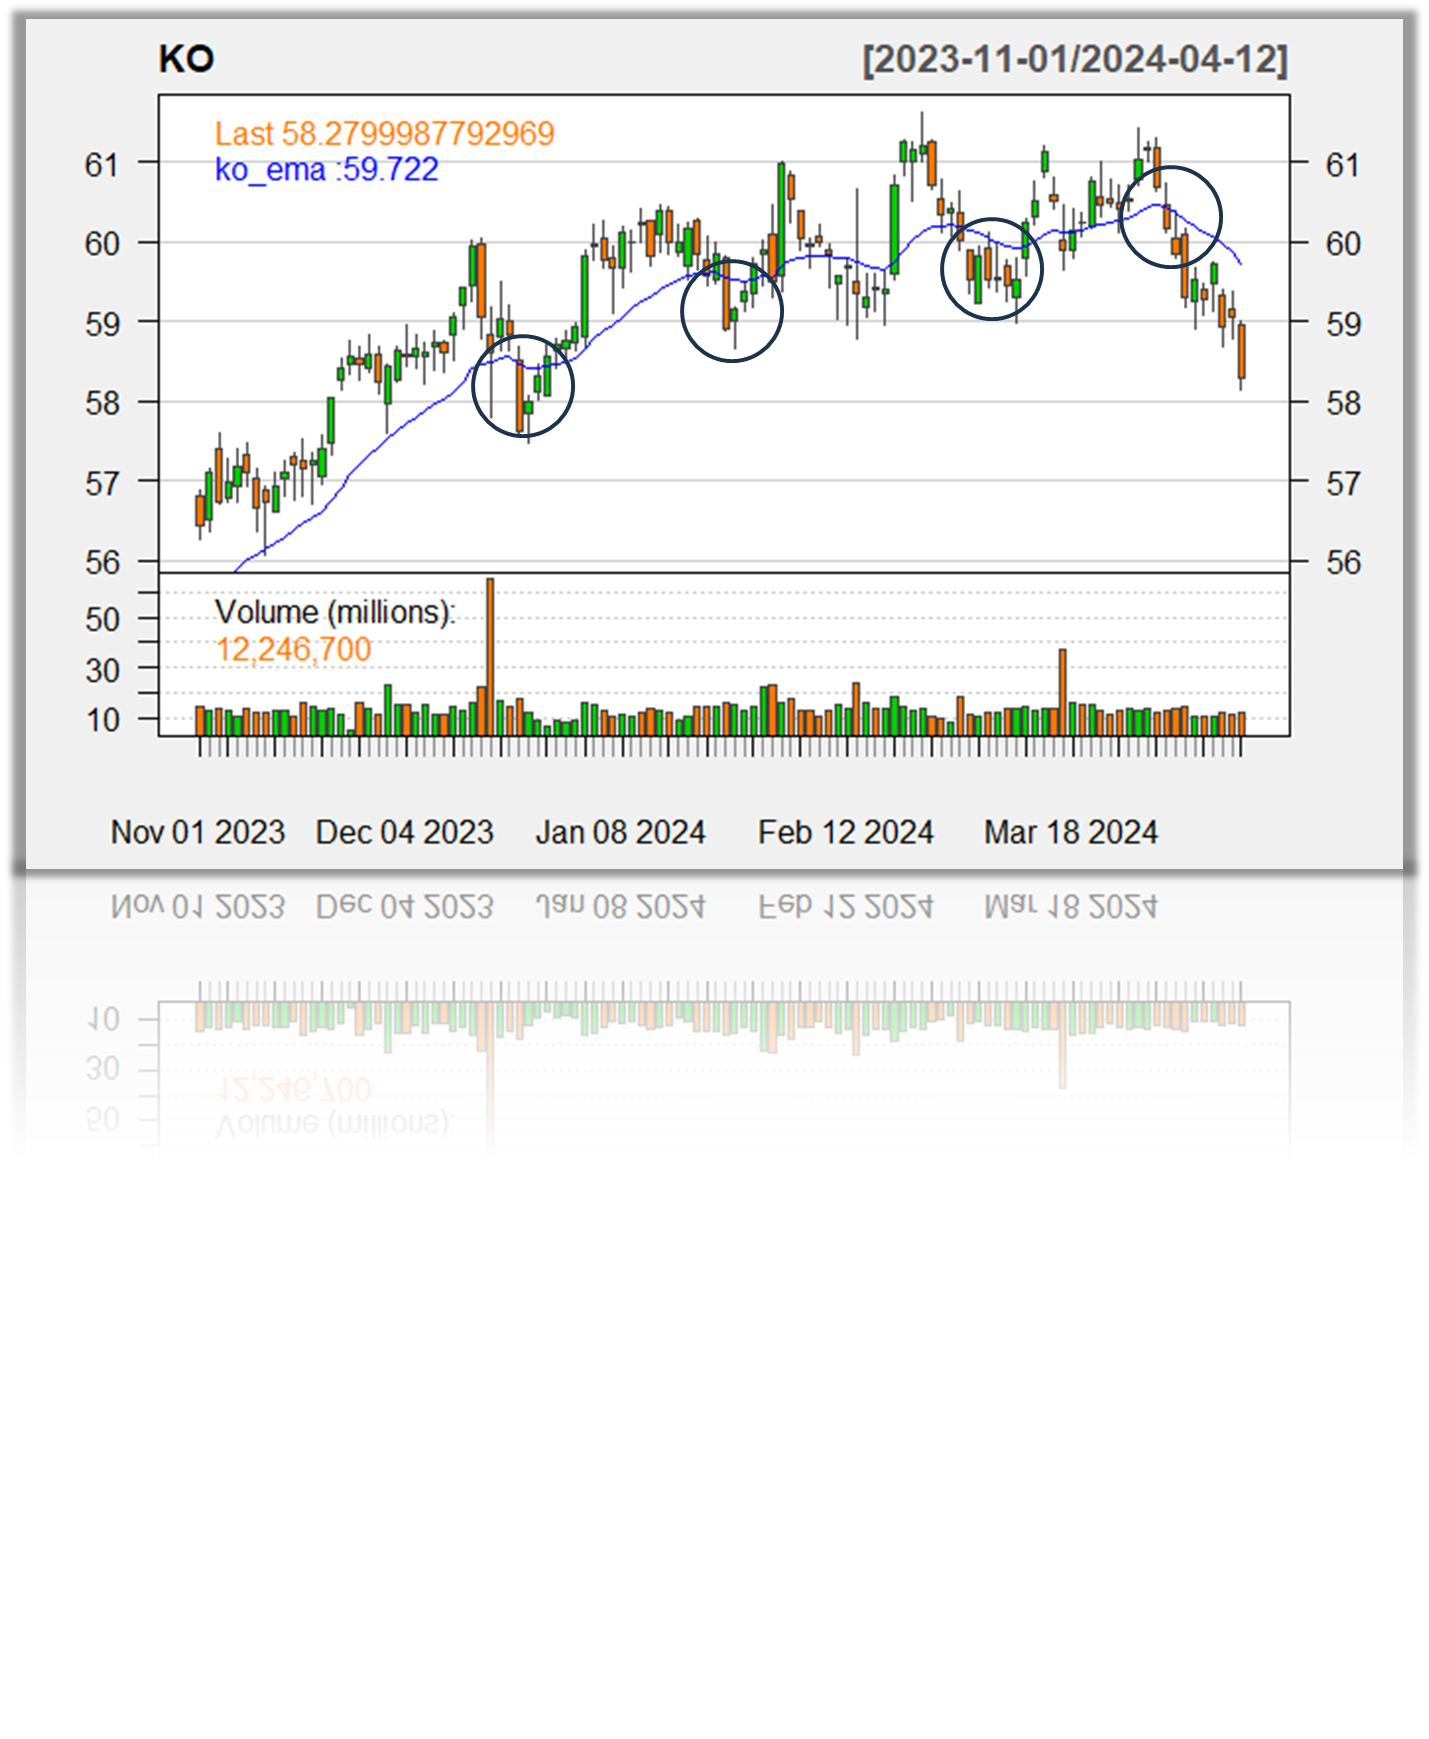 KO [2023-11-01/2024-04-12]
Last 58.2799987792969
ko_ema :59.722
61 61
60 60
59 59
58 58
57 57
56 56
Volume (millions):
12,246,700
50
30
10
Nov 01 2023 Dec 04 2023 Jan 08 2024 Feb 12 2024 Mar 18 2024